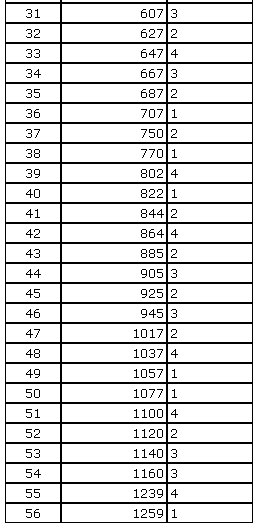 31 607 3
32 627 2
33 647 4
34 667 3
35 687 2
36 707 1
37 750 2
38 770 1
39 802 4
40 822 1
41 844 2
42 864 4
43 885 2
44 905 3
45 925 2
46 945 3
47 1017 2
48 1037 4
49 1057 1
50 1077 1
51 1100 4
52 1120 2
53 1140 3
54 1160 3
55 1239 4
56 1259 1